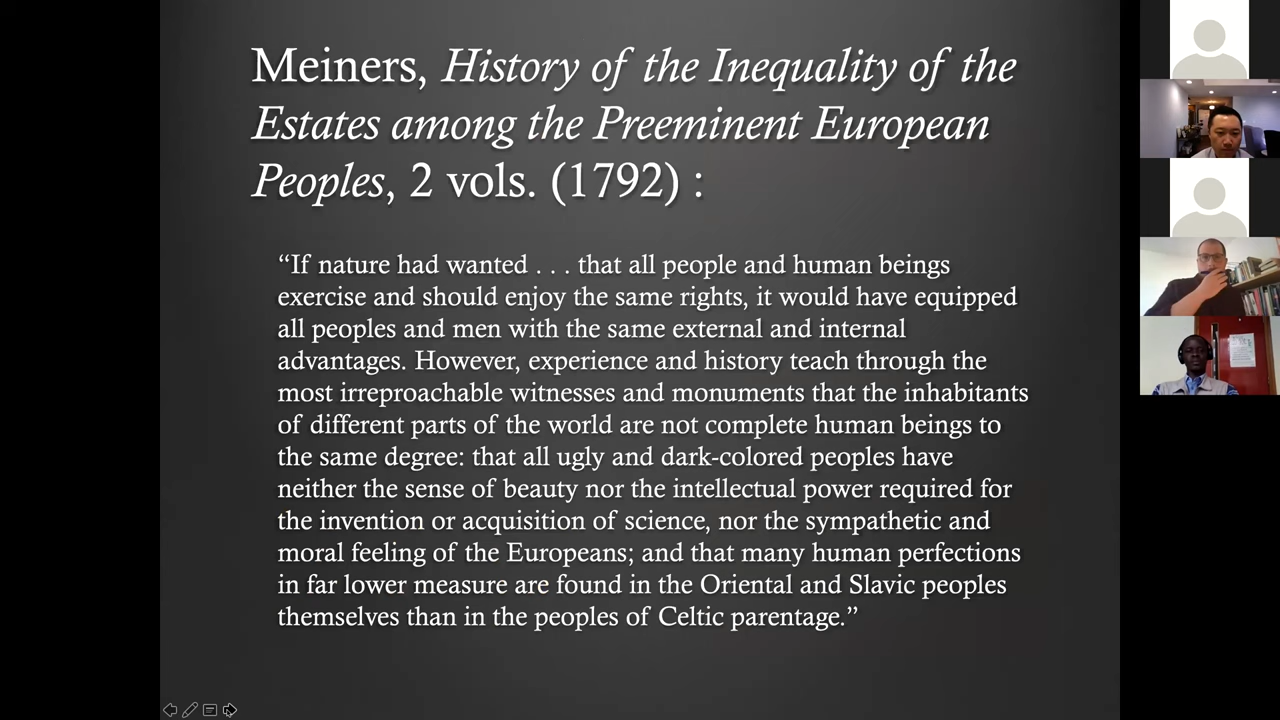 Meiners, History of the Inequality of the
Estates among the Preeminent European
Peoples, 2 vols. (1792) :
“If nature had wanted . . . that all people and human beings
exercise and should enjoy the same rights, it would have equipped
all peoples and men with the same external and internal
advantages. However, experience and history teach through the
most irreproachable witnesses and monuments that the inhabitants
of different parts of the world are not complete human beings to
the same degree: that all ugly and dark-colored peoples have
neither the sense of beauty nor the intellectual power required for
the invention or acquisition of science, nor the sympathetic and
moral feeling of the Europeans; and that many human perfections
in far lower measure are found in the Oriental and Slavic peoples
themselves than in the peoples of Celtic parentage.”